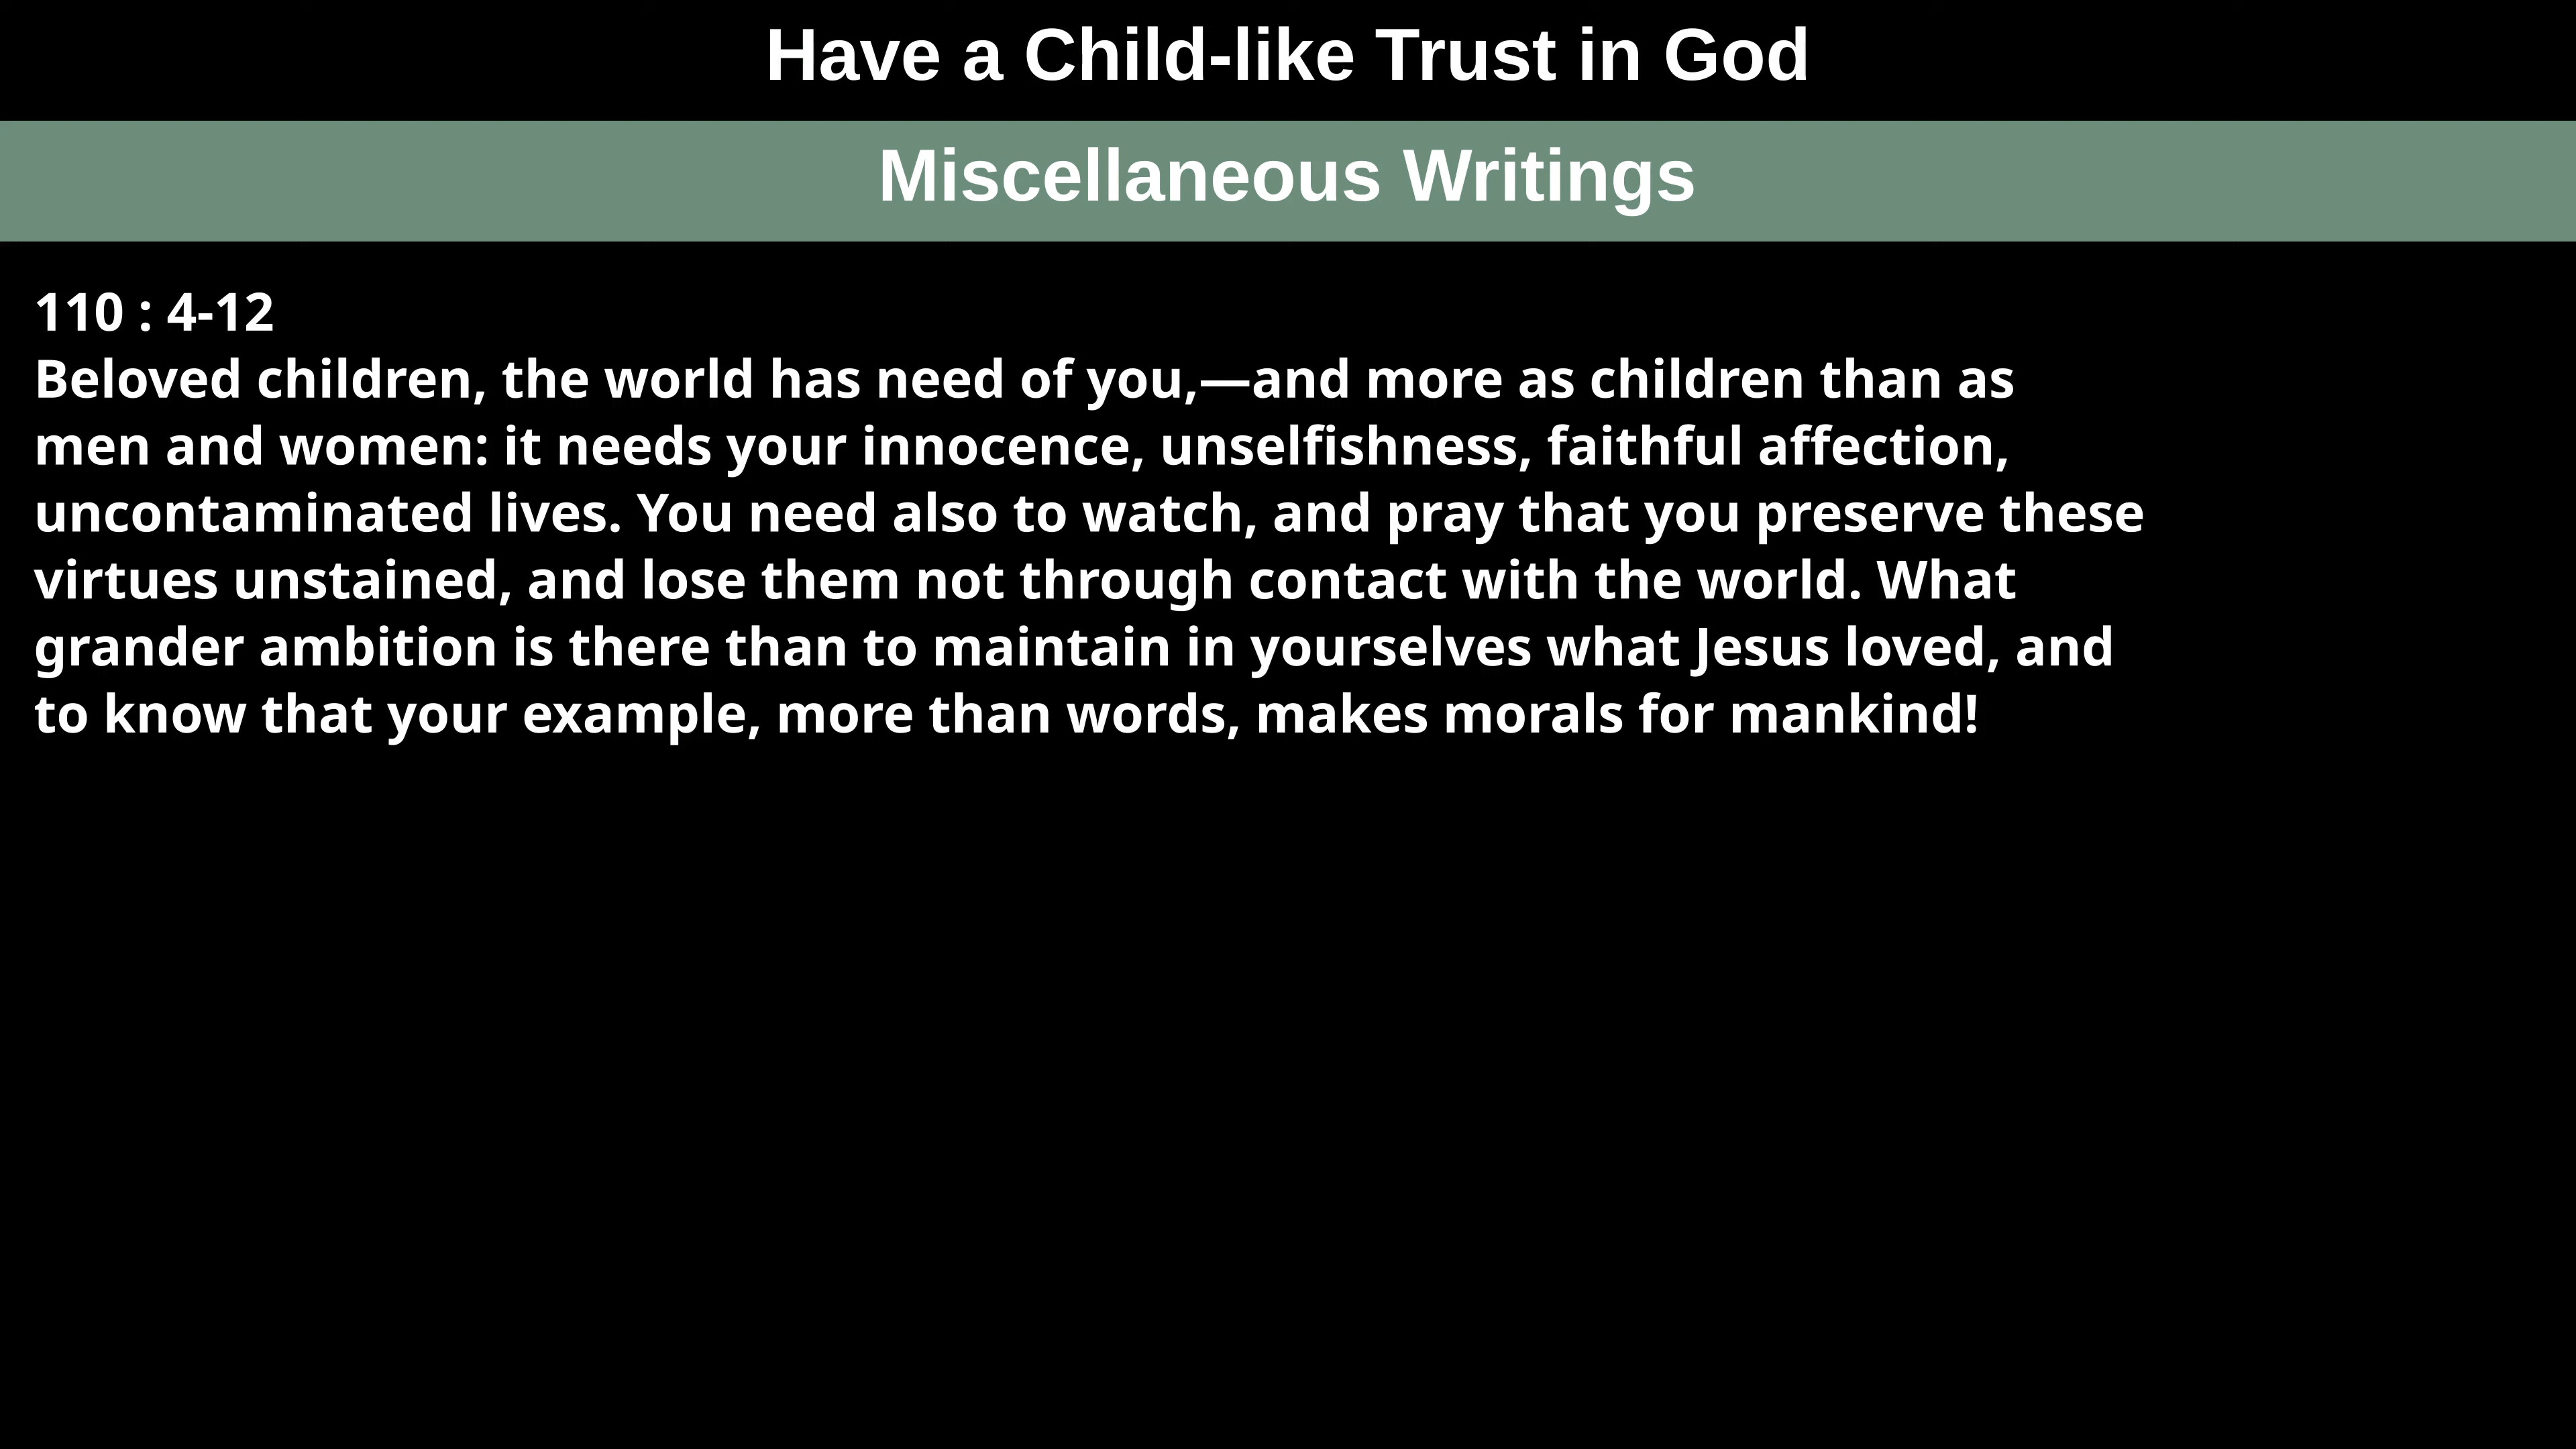 Have a Child-like Trust in God
Miscellaneous Writings
110 : 4-12
Beloved children, the world has need of you,—and more as children than as
men and women: it needs your innocence, unselfishness, faithful affection,
uncontaminated lives. You need also to watch, and pray that you preserve these
virtues unstained, and lose them not through contact with the world. What
grander ambition is there than to maintain in yourselves what Jesus loved, and
to know that your example, more than words, makes morals for mankind!